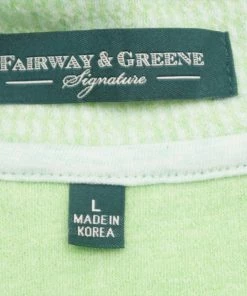 FAIRWAY & GREENE
Signature
L
MADE IN
KOREA